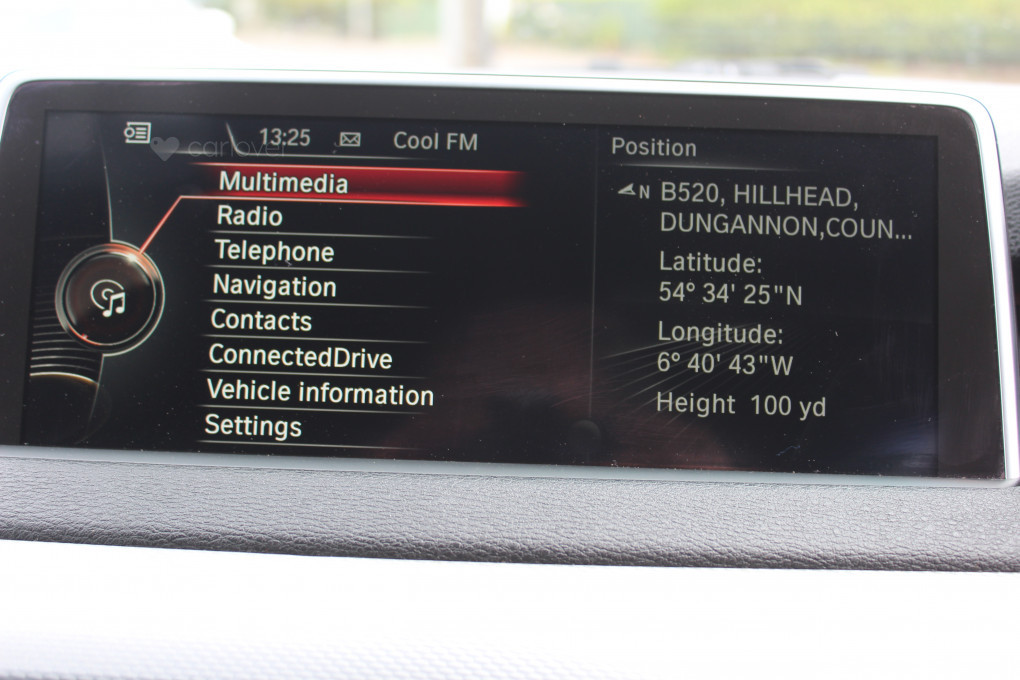 13:25 Cool FM
carlover
Multimedia
Radio
Telephone
Navigation
Contacts
ConnectedDrive
Vehicle information
Settings
Position
N B520, HILLHEAD,
DUNGANNON,COUN...
Latitude:
54° 34' 25"N
Longitude:
6° 40' 43"W
Height 100 yd